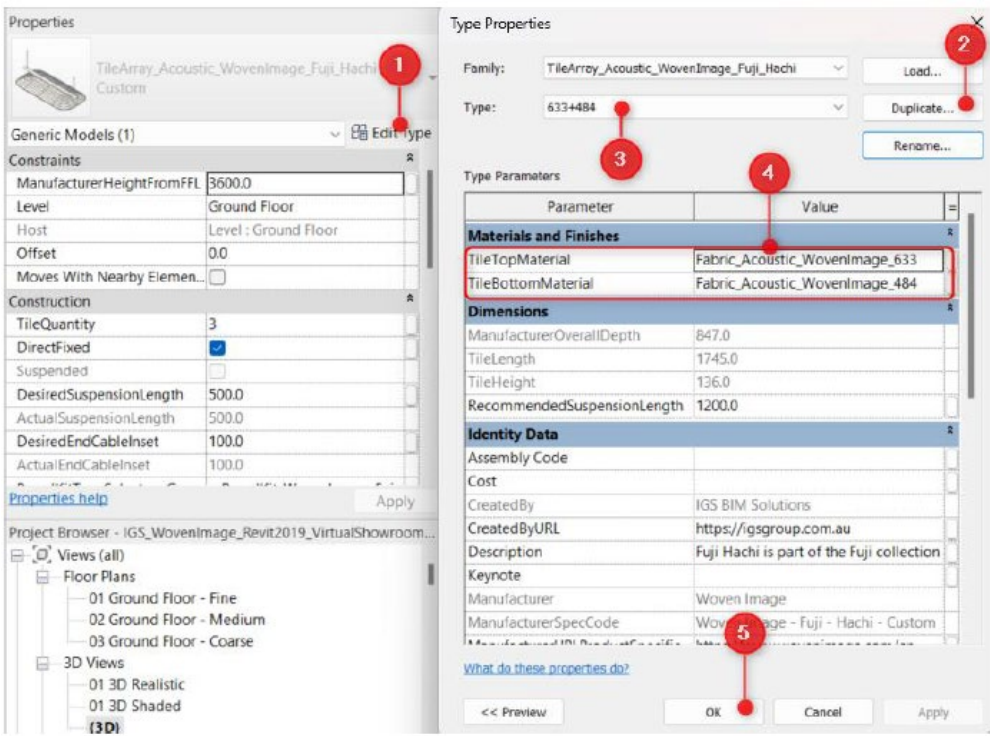 Properties
TileArray_Acoustic_WovenImage_Fuji_Hachi
Custom
1
Generic Models (1)
Edit Type
Constraints
ManufacturerHeightFromFFL 3600.0
Level Ground Floor
Host Level : Ground Floor
Offset 0.0
Moves With Nearby Elemen...
Construction
TileQuantity 3
DirectFixed
Suspended
DesiredSuspensionLength 500.0
ActualSuspensionLength 500.0
DesiredEndCableInset 100.0
ActualEndCableInset 100.0
Properties help
Apply
Project Browser - IGS_WovenImage_Revit2019_VirtualShowroom...
Views (all)
Floor Plans
01 Ground Floor - Fine
02 Ground Floor - Medium
03 Ground Floor - Coarse
3D Views
01 3D Realistic
01 3D Shaded
{3D}
Type Properties
2
Family: TileArray_Acoustic_WovenImage_Fuji_Hachi Load...
Type: 633+484 Duplicate...
3
Rename...
4
Type Parameters
Parameter Value =
Materials and Finishes
TileTopMaterial Fabric_Acoustic_WovenImage_633
TileBottomMaterial Fabric_Acoustic_WovenImage_484
Dimensions
ManufacturerOverallDepth 847.0
TileLength 1745.0
TileHeight 136.0
RecommendedSuspensionLength 1200.0
Identity Data
Assembly Code
Cost
CreatedBy IGS BIM Solutions
CreatedByURL https://igsgroup.com.au
Description Fuji Hachi is part of the Fuji collection
Keynote
Manufacturer Woven Image
ManufacturerSpecCode - Fuji - Hachi - Custom
5
What do these properties do?
<< Preview OK Cancel Apply